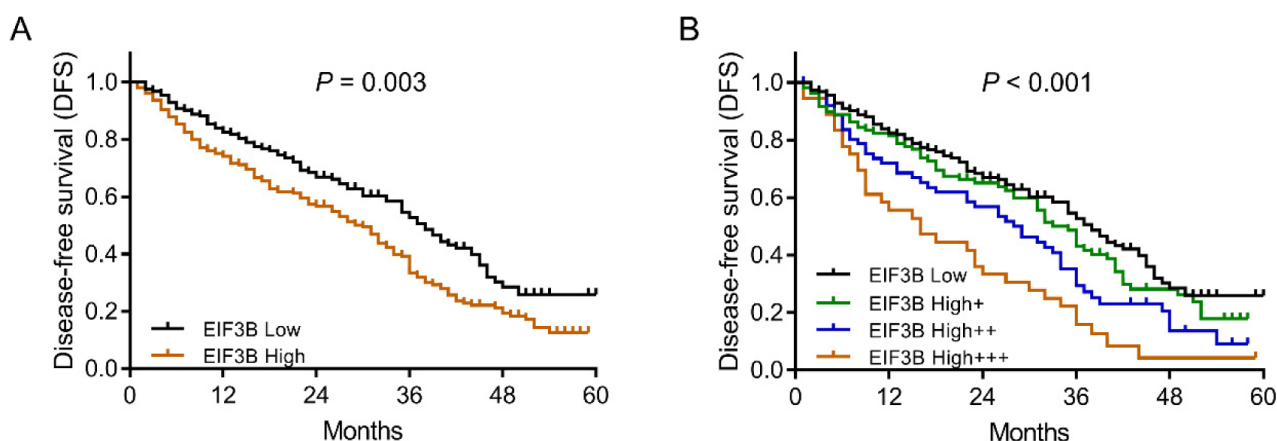 A
Disease-free survival (DFS)
1.0
0.8
0.6
0.4
0.2
0.0
P = 0.003
EIF3B Low
EIF3B High
0 12 24 36 48 60
Months
B
Disease-free survival (DFS)
1.0
0.8
0.6
0.4
0.2
0.0
P < 0.001
EIF3B Low
EIF3B High+
EIF3B High++
EIF3B High+++
0 12 24 36 48 60
Months